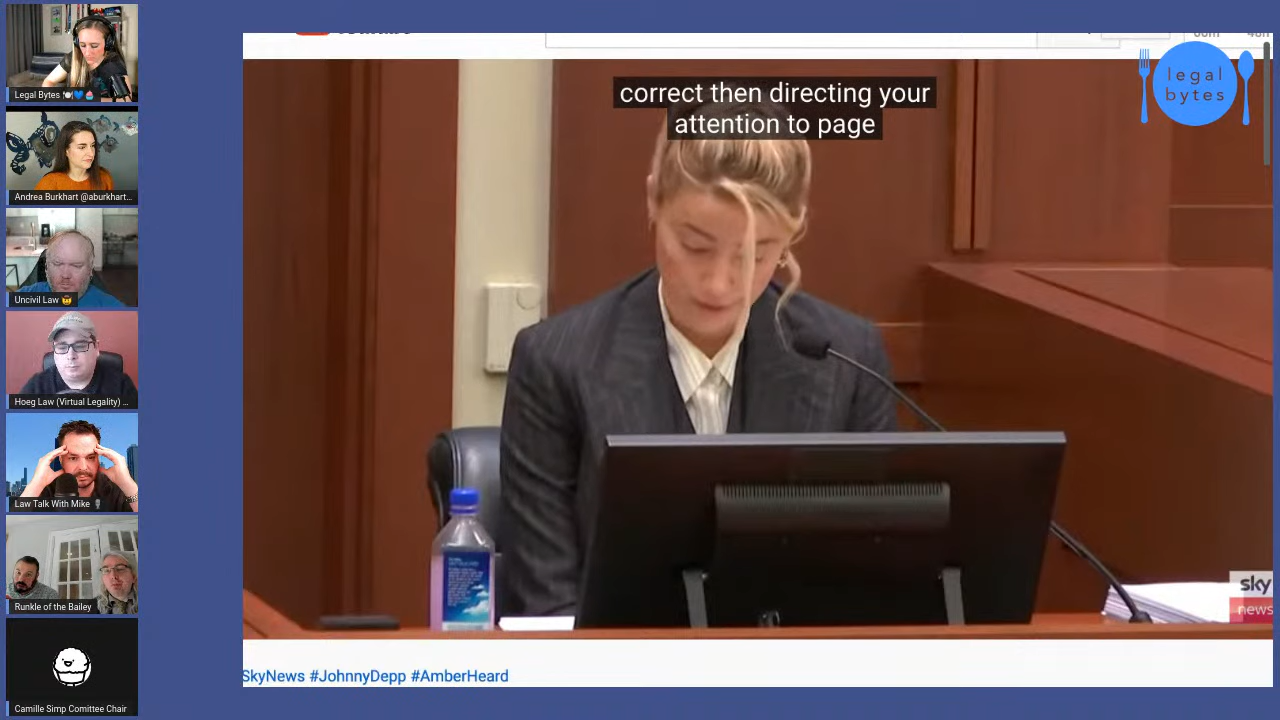 correct then directing your
attention to page
legal
bytes
Legal Bytes
Andrea Burkhart @aburkhart...
Uncivil Law
Hoeg Law (Virtual Legality) ...
Law Talk With Mike
Runkle of the Bailey
Camille Simp Comittee Chair
sky
news
SkyNews #JohnnyDepp #AmberHeard